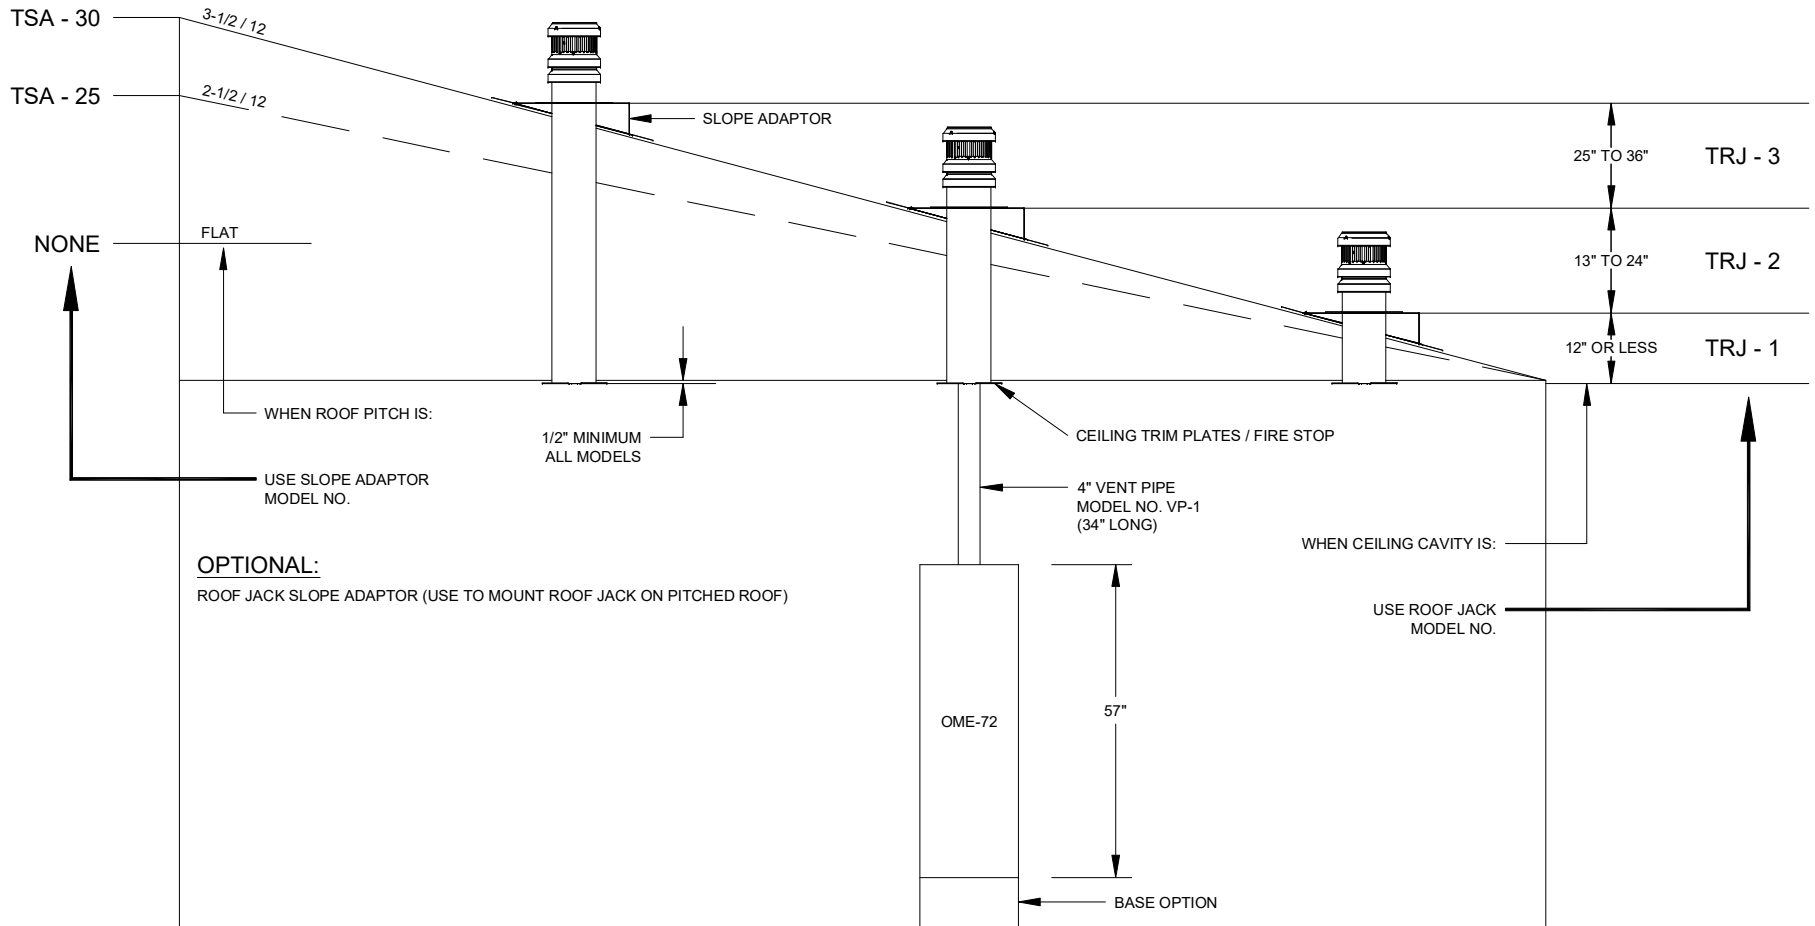 TSA - 30
3-1/2 / 12
TSA - 25
2-1/2 / 12
SLOPE ADAPTOR
25" TO 36"
TRJ - 3
NONE
FLAT
13" TO 24"
TRJ - 2
12" OR LESS
TRJ - 1
WHEN ROOF PITCH IS:
1/2" MINIMUM
ALL MODELS
CEILING TRIM PLATES / FIRE STOP
USE SLOPE ADAPTOR
MODEL NO.
4" VENT PIPE
MODEL NO. VP-1
(34" LONG)
WHEN CEILING CAVITY IS:
OPTIONAL:
ROOF JACK SLOPE ADAPTOR (USE TO MOUNT ROOF JACK ON PITCHED ROOF)
USE ROOF JACK
MODEL NO.
57"
OME-72
BASE OPTION